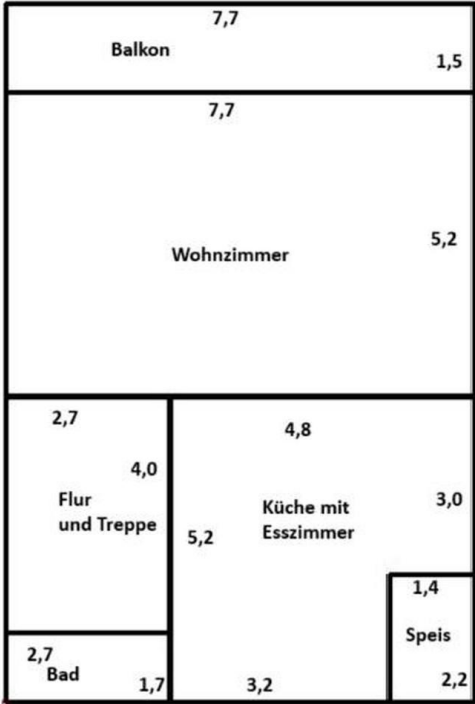 7,7
Balkon
1,5
7,7
5,2
Wohnzimmer
2,7
4,8
4,0
3,0
Flur
und Treppe
Küche mit
Esszimmer
5,2
1,4
Speis
2,7
Bad
1,7
3,2
2,2